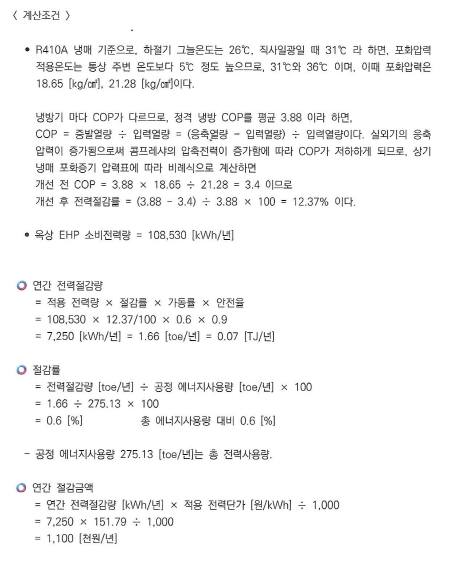 〈 계산조건 〉
• R410A 냉매 기준으로, 하절기 그늘온도는 26℃, 직사일광일 때 31℃ 라 하면, 포화압력
적용온도는 통상 주변 온도보다 5℃ 정도 높으므로, 31℃와 36℃ 이며, 이때 포화압력은
18.65 [kg/㎠], 21.28 [kg/㎠]이다.
냉방기 마다 COP가 다르므로, 정격 냉방 COP를 평균 3.88 이라 하면,
COP = 증발열량 ÷ 입력열량 = (응축열량 - 입력열량) ÷ 입력열량이다. 실외기의 응축
압력이 증가됨으로써 콤프레샤의 압축전력이 증가함에 따라 COP가 저하하게 되므로, 상기
냉매 포화증기 압력표에 따라 비례식으로 계산하면
개선 전 COP = 3.88 × 18.65 ÷ 21.28 = 3.4 이므로
개선 후 전력절감률 = (3.88 - 3.4) ÷ 3.88 × 100 = 12.37% 이다.
• 옥상 EHP 소비전력량 = 108,530 [kWh/년]
연간 전력절감량
= 적용 전력량 × 절감률 × 가동률 × 안전율
= 108,530 × 12.37/100 × 0.6 × 0.9
= 7,250 [kWh/년] = 1.66 [toe/년] = 0.07 [TJ/년]
절감률
= 전력절감량 [toe/년] ÷ 공정 에너지사용량 [toe/년] × 100
= 1.66 ÷ 275.13 × 100
= 0.6 [%] 총 에너지사용량 대비 0.6 [%]
- 공정 에너지사용량 275.13 [toe/년]는 총 전력사용량.
연간 절감금액
= 연간 전력절감량 [kWh/년] × 적용 전력단가 [원/kWh] ÷ 1,000
= 7,250 × 151.79 ÷ 1,000
= 1,100 [천원/년]